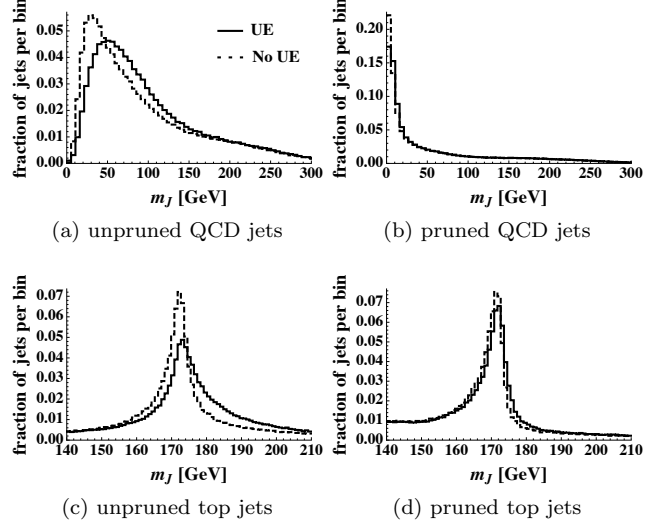 fraction of jets per bin
0.05
0.04
0.03
0.02
0.01
0.00
UE
No UE
0 50 100 150 200 250 300
m_J [GeV]
(a) unpruned QCD jets
fraction of jets per bin
0.20
0.15
0.10
0.05
0.00
0 50 100 150 200 250 300
m_J [GeV]
(b) pruned QCD jets
fraction of jets per bin
0.07
0.06
0.05
0.04
0.03
0.02
0.01
0.00
140 150 160 170 180 190 200 210
m_J [GeV]
(c) unpruned top jets
fraction of jets per bin
0.07
0.06
0.05
0.04
0.03
0.02
0.01
0.00
140 150 160 170 180 190 200 210
m_J [GeV]
(d) pruned top jets